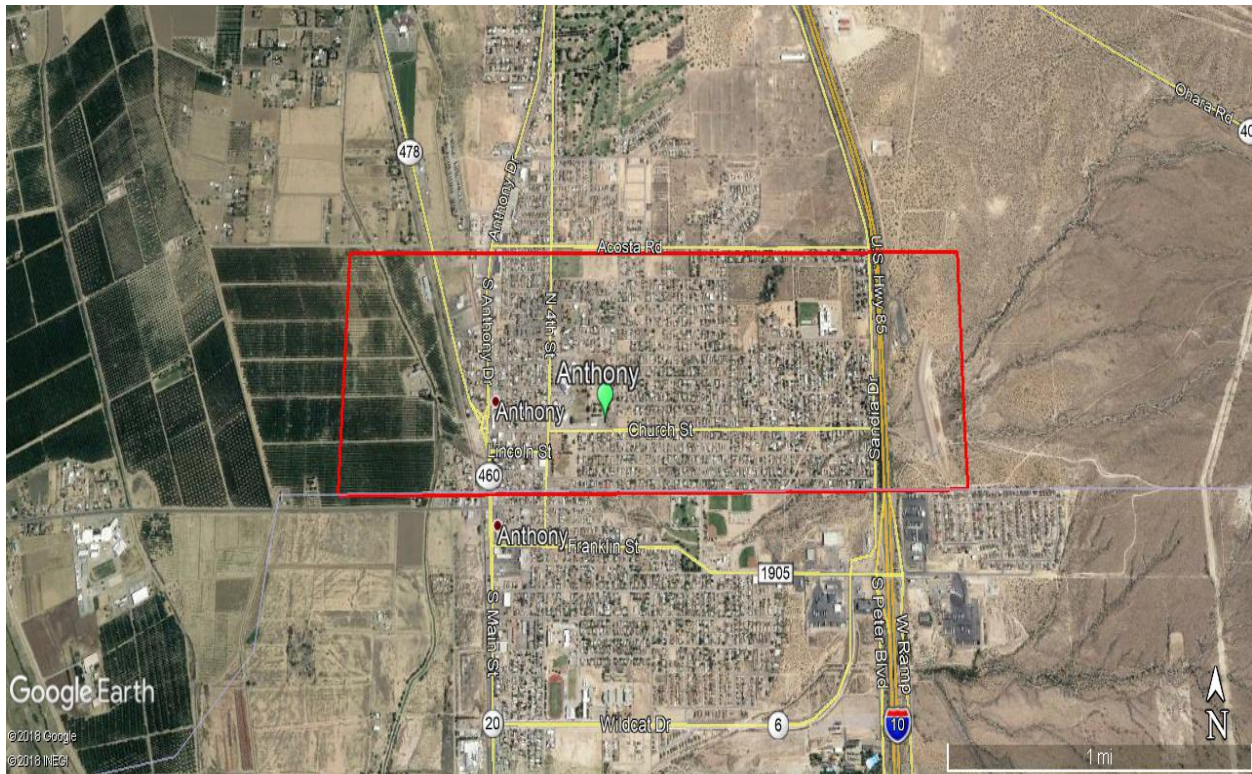 Ohara Rd
40
478
Anthony Dr
Acosta Rd
U.S Hwy 85
S Anthony Dr
N 4th St
Anthony
Anthony
Church St
Sandia Dr
Lincoln St
460
Anthony
Franklin St
1905
S Main St
S Peter Blvd
W Ramp
Google Earth
20
Wildcat Dr
6
10
N
©2018 Google
©2018 INEGI
1 mi